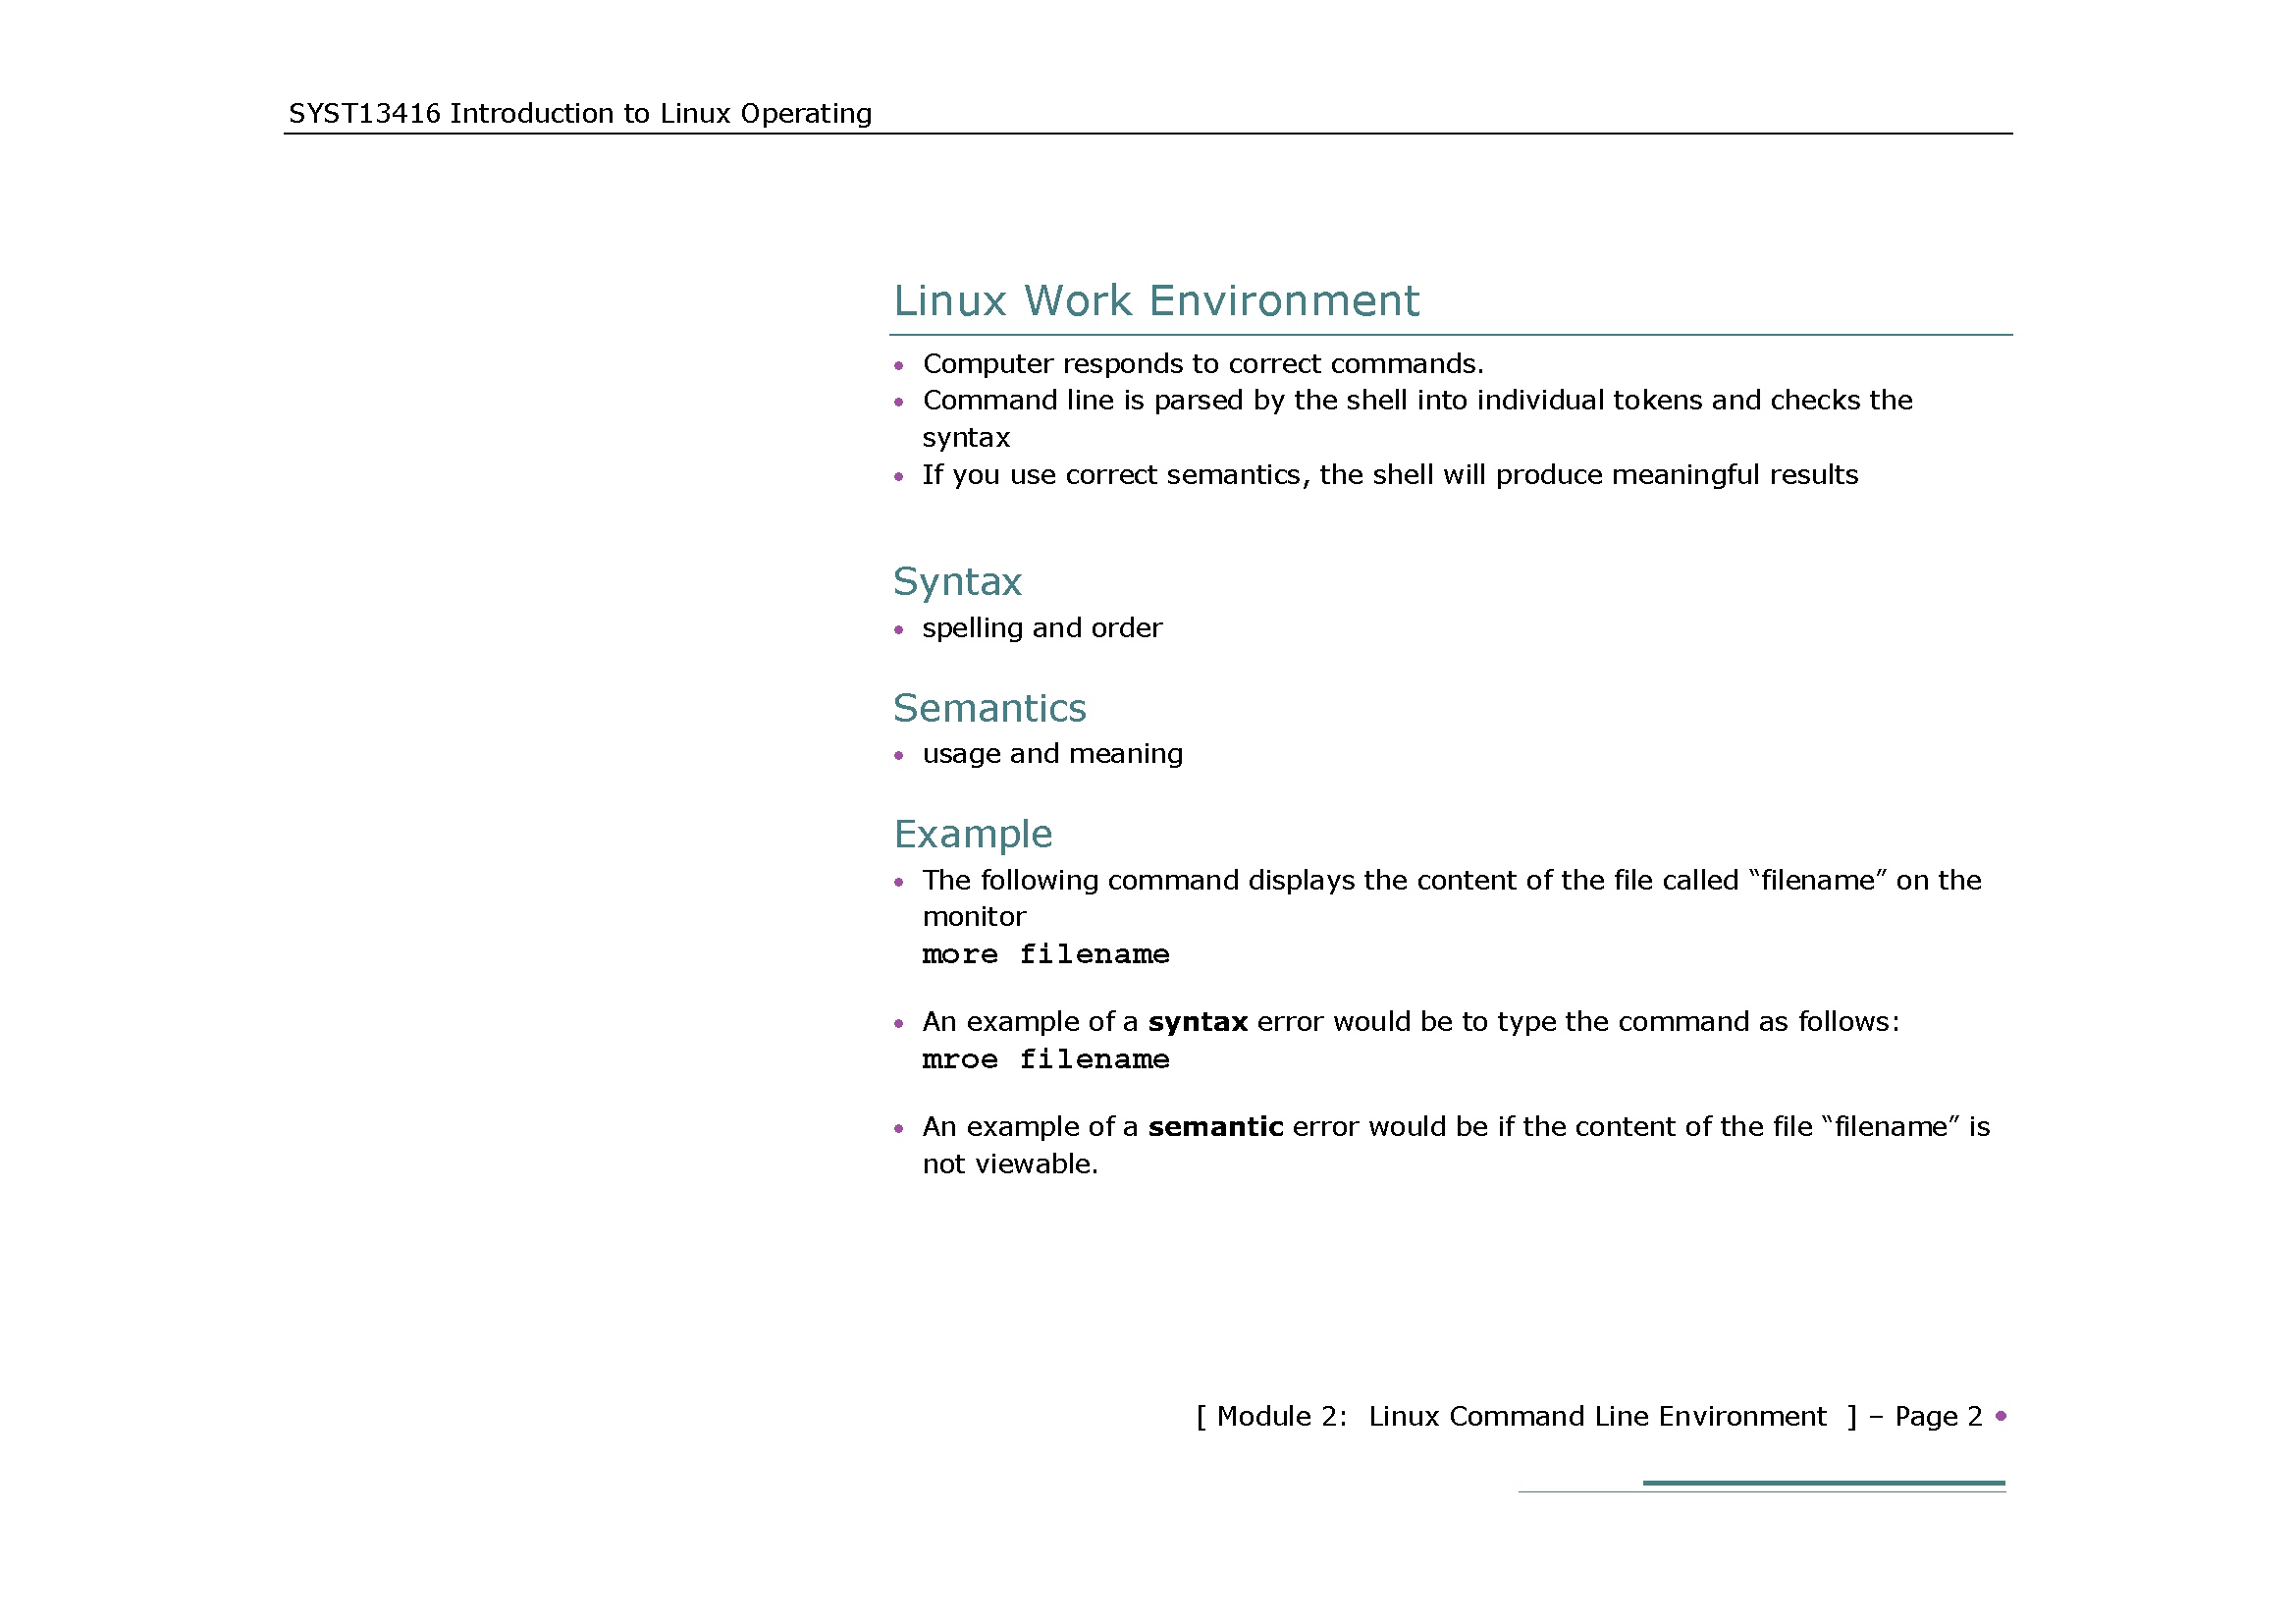 SYST13416 Introduction to Linux Operating
Linux Work Environment
• Computer responds to correct commands.
• Command line is parsed by the shell into individual tokens and checks the
syntax
• If you use correct semantics, the shell will produce meaningful results
Syntax
• spelling and order
Semantics
• usage and meaning
Example
• The following command displays the content of the file called “filename” on the
monitor
more filename
• An example of a syntax error would be to type the command as follows:
mroe filename
• An example of a semantic error would be if the content of the file “filename” is
not viewable.
[ Module 2:  Linux Command Line Environment  ] – Page 2 •